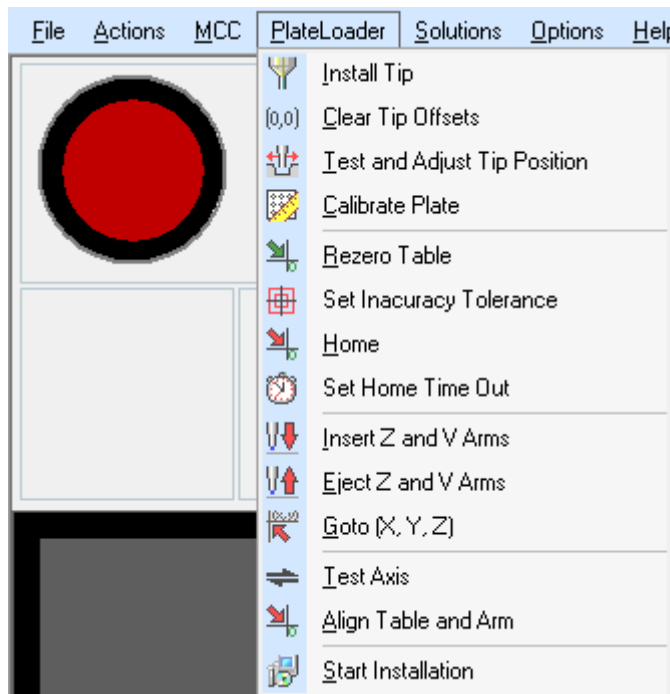 File Actions MCC PlateLoader Solutions Options Help
Install Tip
(0,0) Clear Tip Offsets
Test and Adjust Tip Position
Calibrate Plate
Rezero Table
Set Inacuracy Tolerance
Home
Set Home Time Out
Insert Z and V Arms
Eject Z and V Arms
Goto (X, Y, Z)
Test Axis
Align Table and Arm
Start Installation